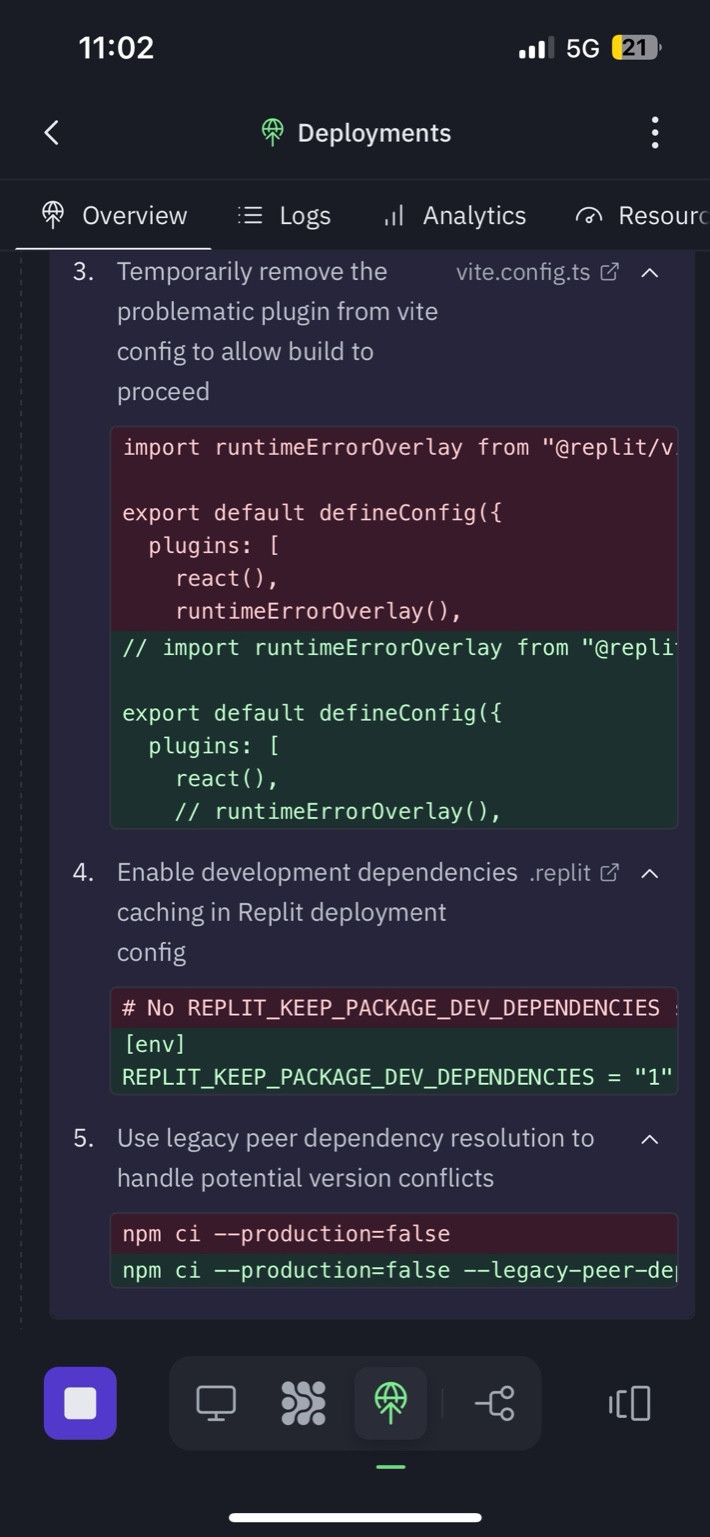 11:02
5G 21
Deployments
Overview Logs Analytics Resourc
3. Temporarily remove the vite.config.ts
problematic plugin from vite
config to allow build to
proceed
import runtimeErrorOverlay from "@replit/v
export default defineConfig({
  plugins: [
    react(),
    runtimeErrorOverlay(),
// import runtimeErrorOverlay from "@repli
export default defineConfig({
  plugins: [
    react(),
    // runtimeErrorOverlay(),
4. Enable development dependencies .replit
caching in Replit deployment
config
# No REPLIT_KEEP_PACKAGE_DEV_DEPENDENCIES
[env]
REPLIT_KEEP_PACKAGE_DEV_DEPENDENCIES = "1"
5. Use legacy peer dependency resolution to
handle potential version conflicts
npm ci --production=false
npm ci --production=false --legacy-peer-de